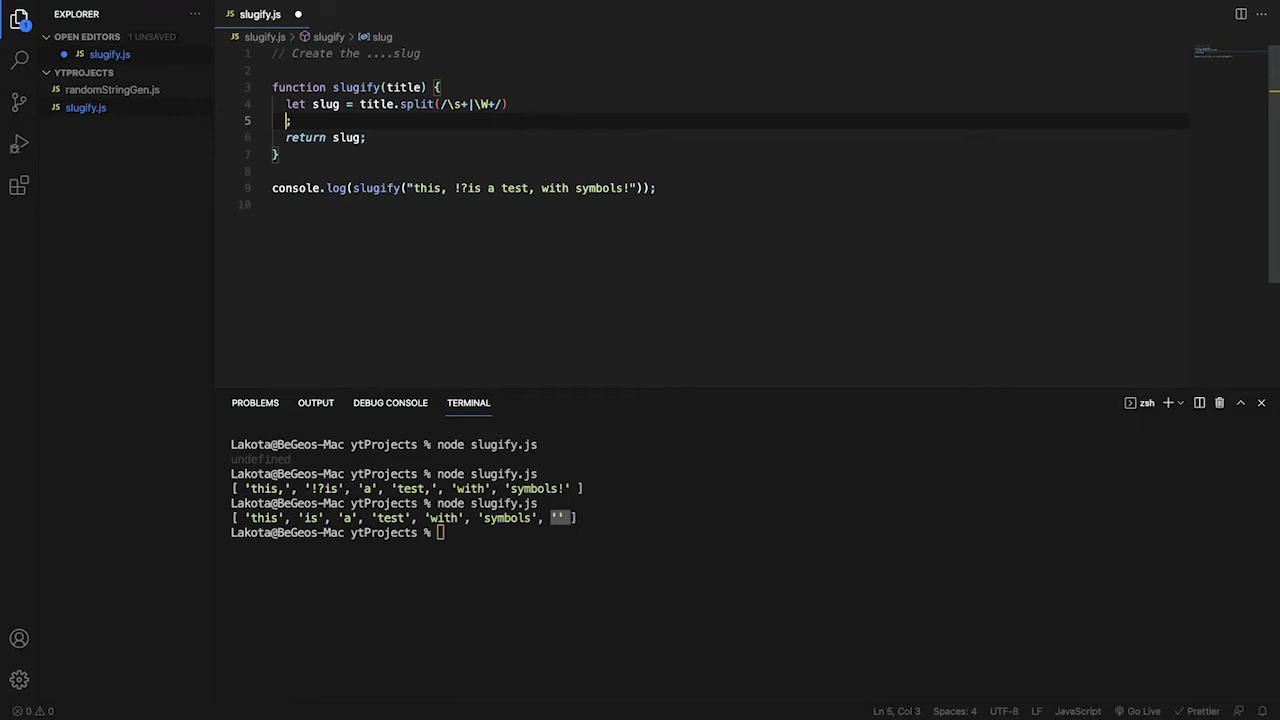 EXPLORER
OPEN EDITORS 1 UNSAVED
JS slugify.js
YTPROJECTS
JS randomStringGen.js
JS slugify.js
1
JS slugify.js
JS slugify.js > slugify > slug
1 // Create the ....slug
2
3 function slugify(title) {
4 let slug = title.split(/\s+|\W+/)
5 ;
6 return slug;
7 }
8
9 console.log(slugify("this, !?is a test, with symbols!"));
10
PROBLEMS OUTPUT DEBUG CONSOLE TERMINAL
zsh
Lakota@BeGeos-Mac ytProjects % node slugify.js
undefined
Lakota@BeGeos-Mac ytProjects % node slugify.js
[ 'this,', '!?is', 'a', 'test,', 'with', 'symbols!' ]
Lakota@BeGeos-Mac ytProjects % node slugify.js
[ 'this', 'is', 'a', 'test', 'with', 'symbols', '' ]
Lakota@BeGeos-Mac ytProjects %
0 0
Ln 5, Col 3 Spaces: 4 UTF-8 LF JavaScript Go Live Prettier